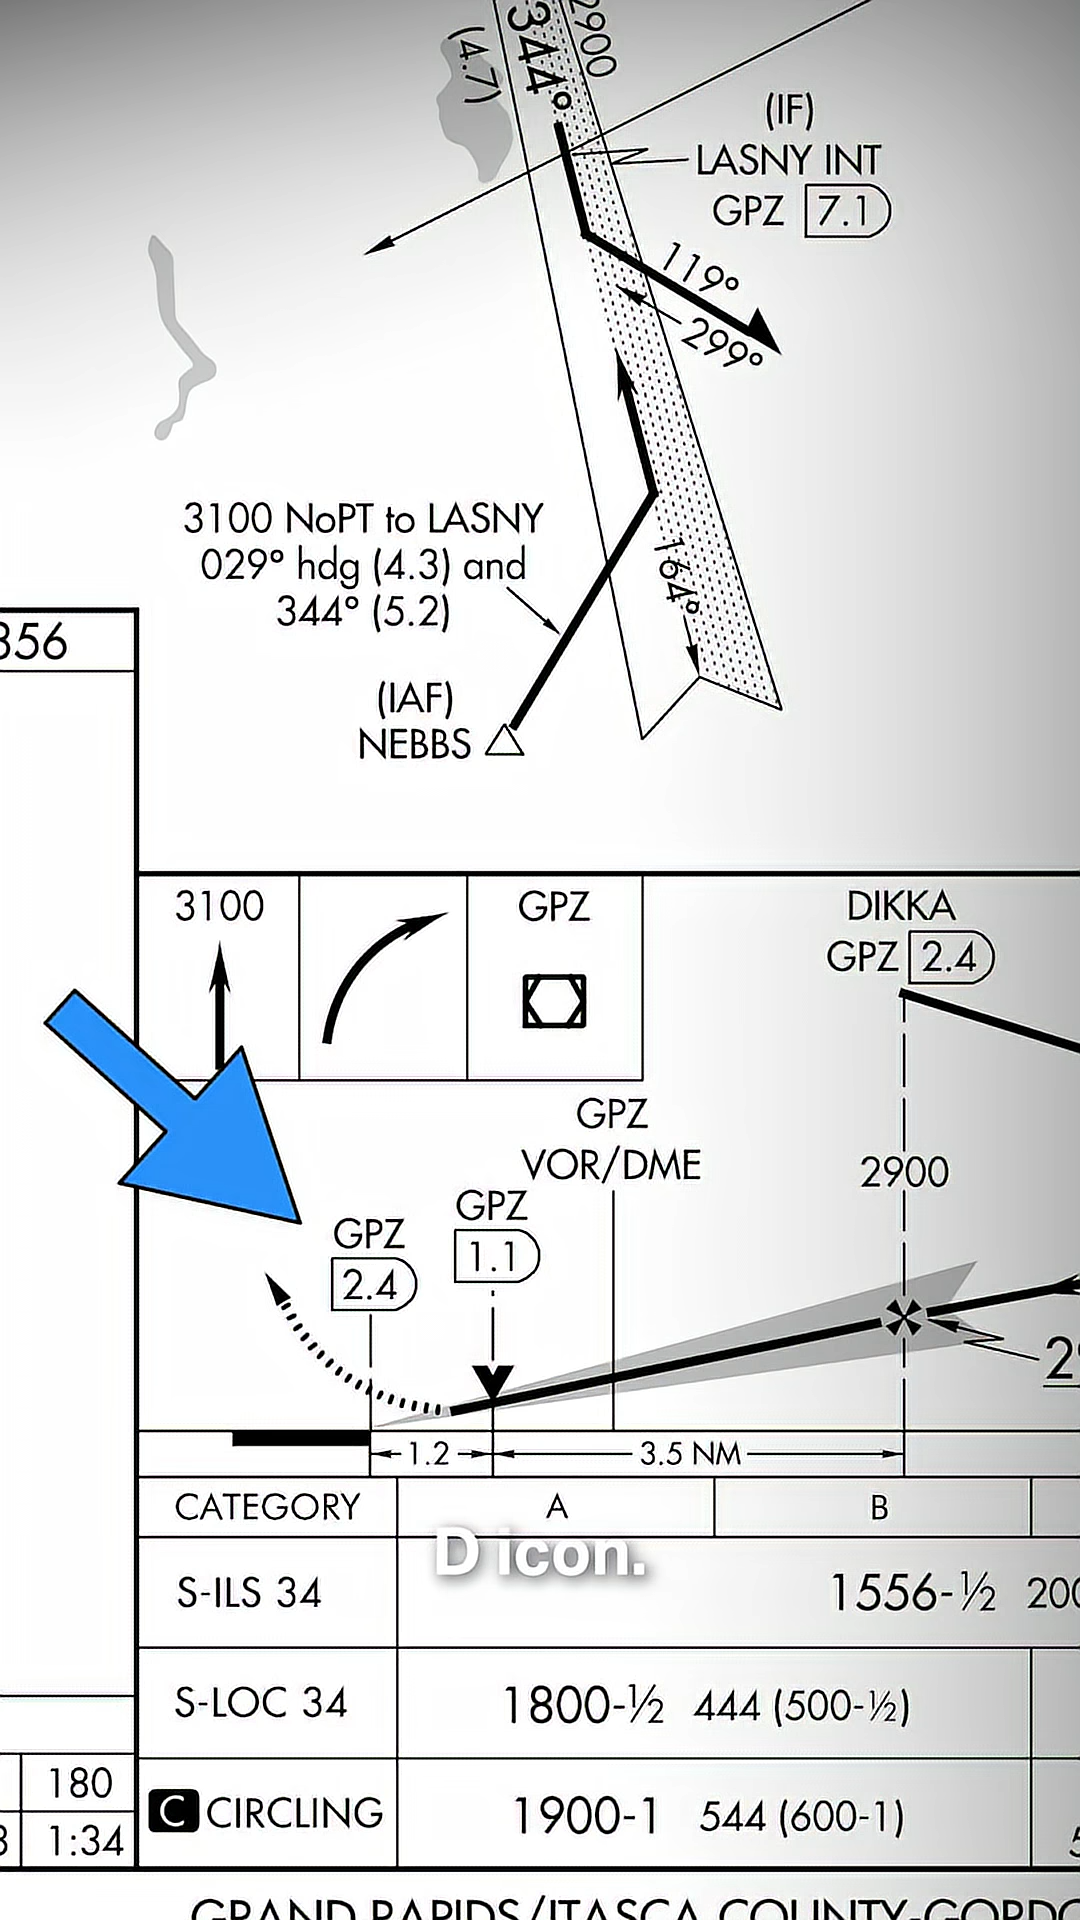 344°
2900
(4.7)
(IF)
LASNY INT
GPZ 7.1
119°
299°
3100 NoPT to LASNY
029° hdg (4.3) and
344° (5.2)
164°
(IAF)
NEBBS
356
3100
GPZ
DIKKA
GPZ 2.4
GPZ
VOR/DME
2900
GPZ
1.1
GPZ
2.4
29
1.2
3.5 NM
CATEGORY A B
D icon.
S-ILS 34 1556-½ 200
S-LOC 34 1800-½ 444 (500-½)
180
C CIRCLING 1900-1 544 (600-1)
1:34
GRAND RAPIDS/ITASCA COUNTY-GORDO